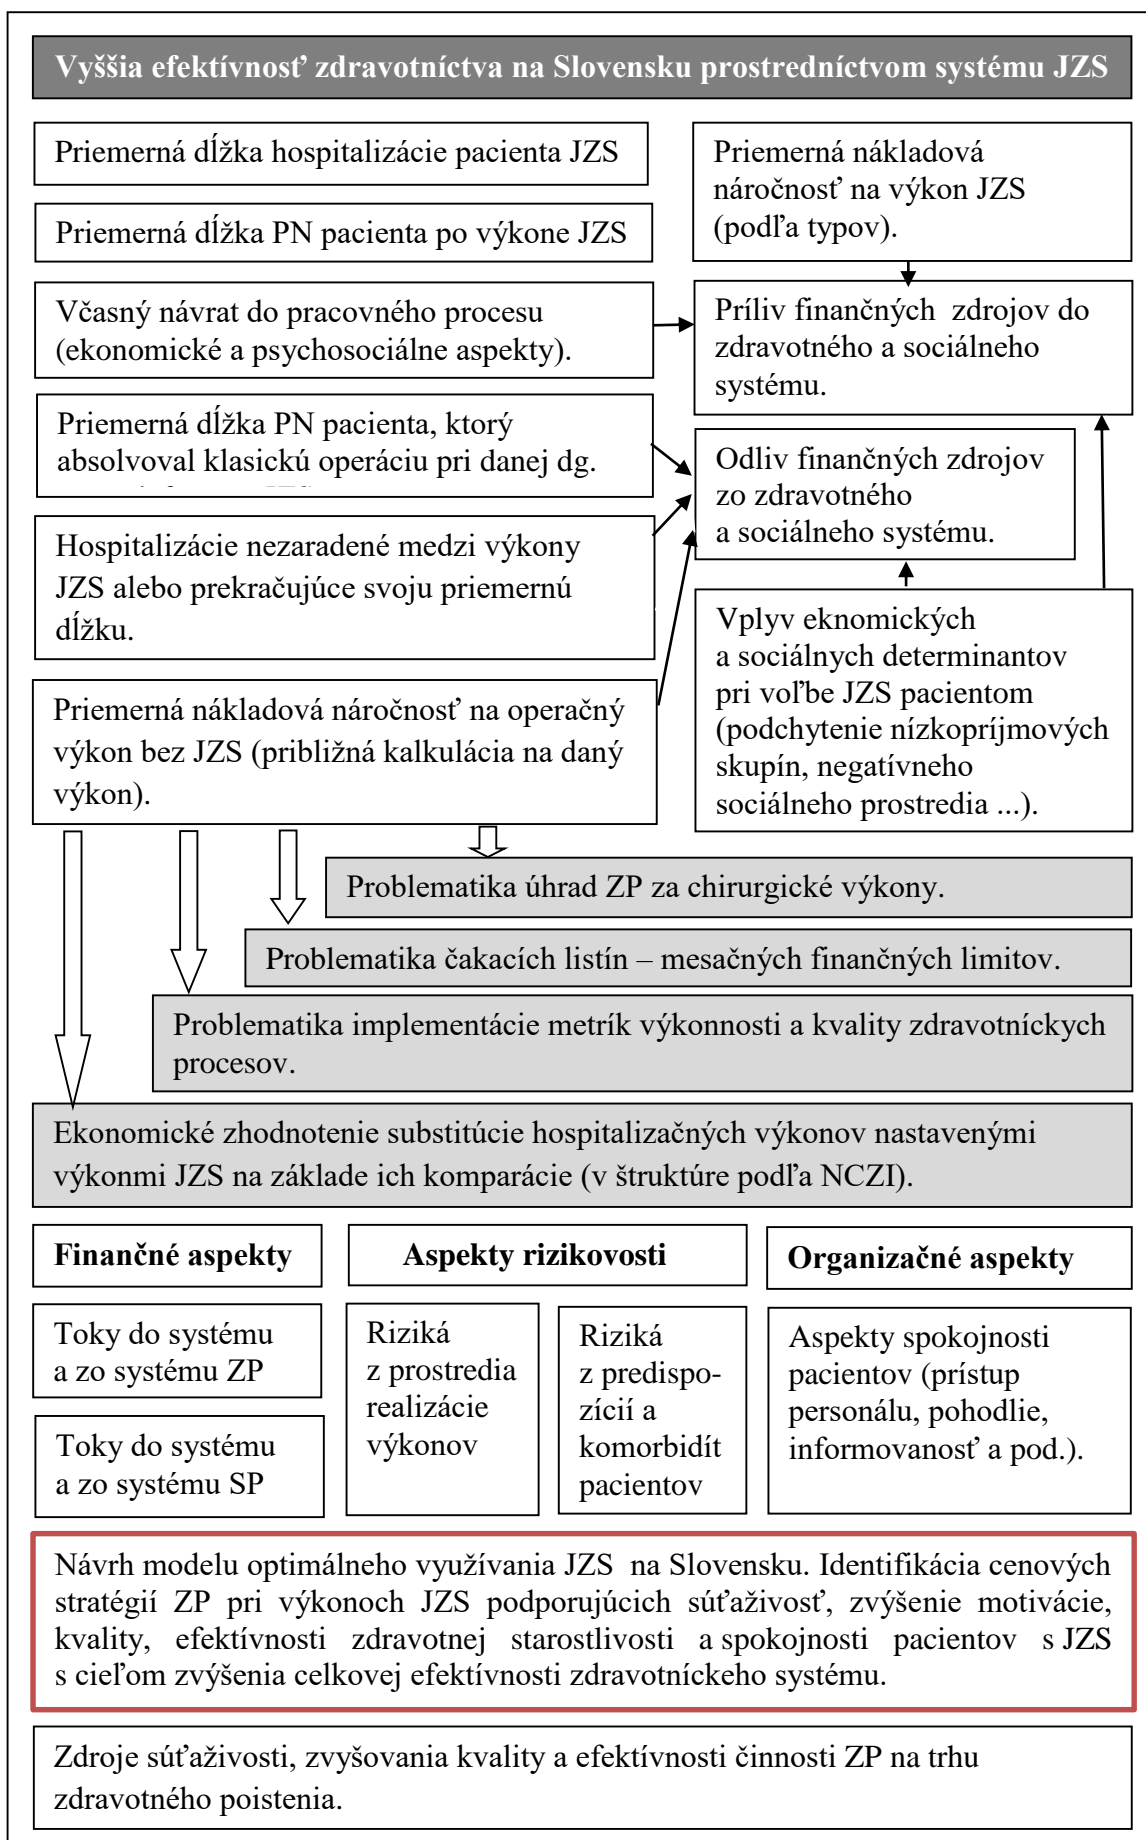 Vyššia efektívnosť zdravotníctva na Slovensku prostredníctvom systému JZS
Priemerná dĺžka hospitalizácie pacienta JZS
Priemerná nákladová
náročnosť na výkon JZS
(podľa typov).
Priemerná dĺžka PN pacienta po výkone JZS
Včasný návrat do pracovného procesu
(ekonomické a psychosociálne aspekty).
Príliv finančných zdrojov do
zdravotného a sociálneho
systému.
Priemerná dĺžka PN pacienta, ktorý
absolvoval klasickú operáciu pri danej dg.
Odliv finančných zdrojov
zo zdravotného
a sociálneho systému.
Hospitalizácie nezaradené medzi výkony
JZS alebo prekračujúce svoju priemernú
dĺžku.
Vplyv eknomických
a sociálnych determinantov
pri voľbe JZS pacientom
(podchytenie nízkopríjmových
skupín, negatívneho
sociálneho prostredia ...).
Priemerná nákladová náročnosť na operačný
výkon bez JZS (približná kalkulácia na daný
výkon).
Problematika úhrad ZP za chirurgické výkony.
Problematika čakacích listín – mesačných finančných limitov.
Problematika implementácie metrík výkonnosti a kvality zdravotníckych
procesov.
Ekonomické zhodnotenie substitúcie hospitalizačných výkonov nastavenými
výkonmi JZS na základe ich komparácie (v štruktúre podľa NCZI).
Finančné aspekty
Aspekty rizikovosti
Organizačné aspekty
Toky do systému
a zo systému ZP
Toky do systému
a zo systému SP
Riziká
z prostredia
realizácie
výkonov
Riziká
z predispo-
zícií a
komorbidít
pacientov
Aspekty spokojnosti
pacientov (prístup
personálu, pohodlie,
informovanosť a pod.).
Návrh modelu optimálneho využívania JZS na Slovensku. Identifikácia cenových
stratégií ZP pri výkonoch JZS podporujúcich súťaživosť, zvýšenie motivácie,
kvality, efektívnosti zdravotnej starostlivosti a spokojnosti pacientov s JZS
s cieľom zvýšenia celkovej efektívnosti zdravotníckeho systému.
Zdroje súťaživosti, zvyšovania kvality a efektívnosti činnosti ZP na trhu
zdravotného poistenia.